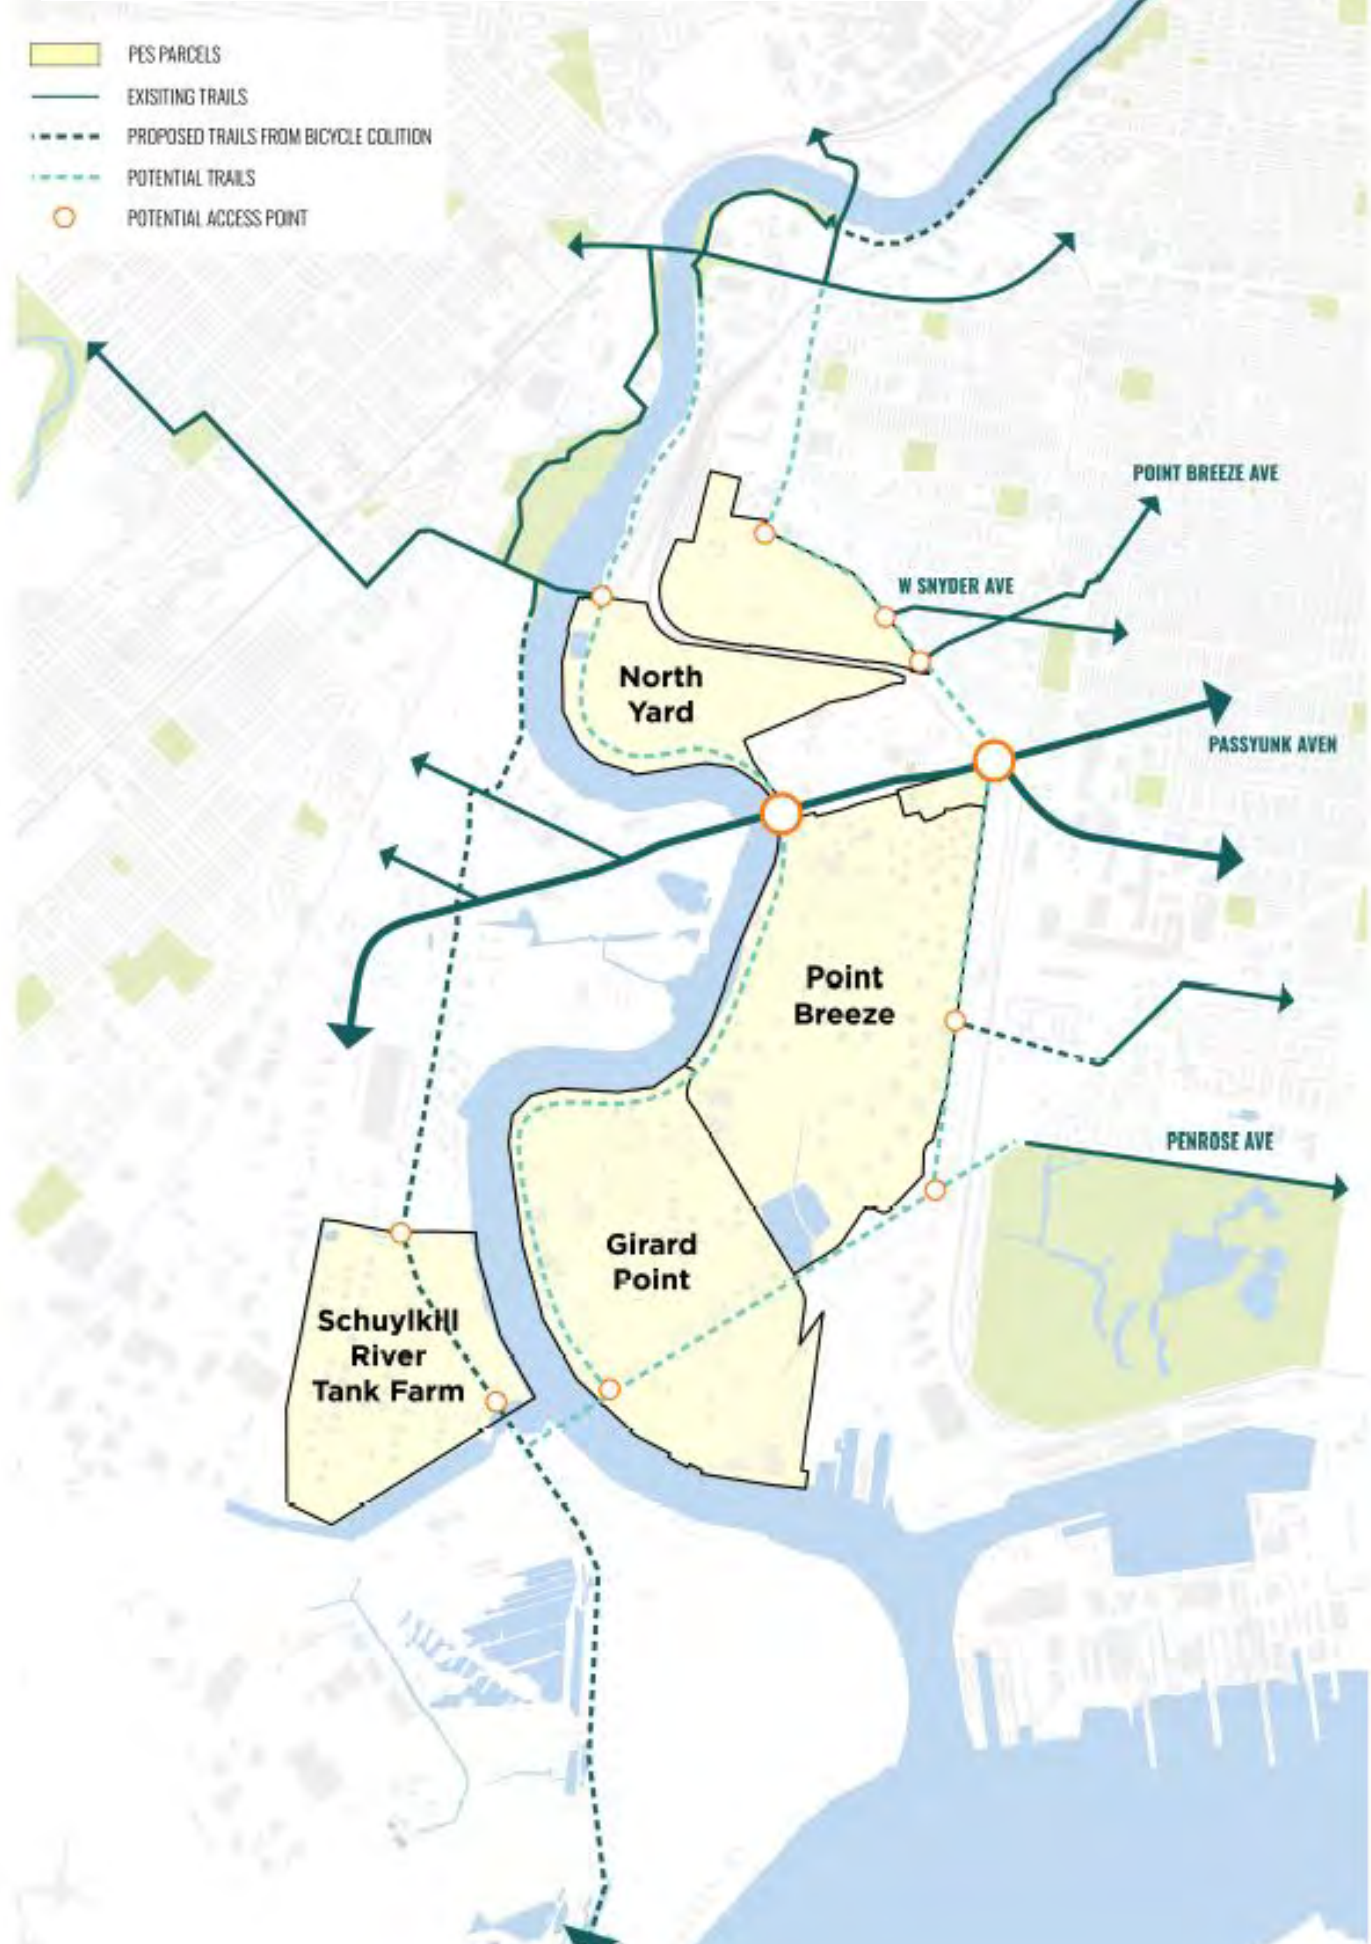 PES PARCELS
EXISITING TRAILS
PROPOSED TRAILS FROM BICYCLE COLITION
POTENTIAL TRAILS
POTENTIAL ACCESS POINT
POINT BREEZE AVE
W SNYDER AVE
North
Yard
PASSYUNK AVEN
Point
Breeze
PENROSE AVE
Girard
Point
Schuylkill
River
Tank Farm